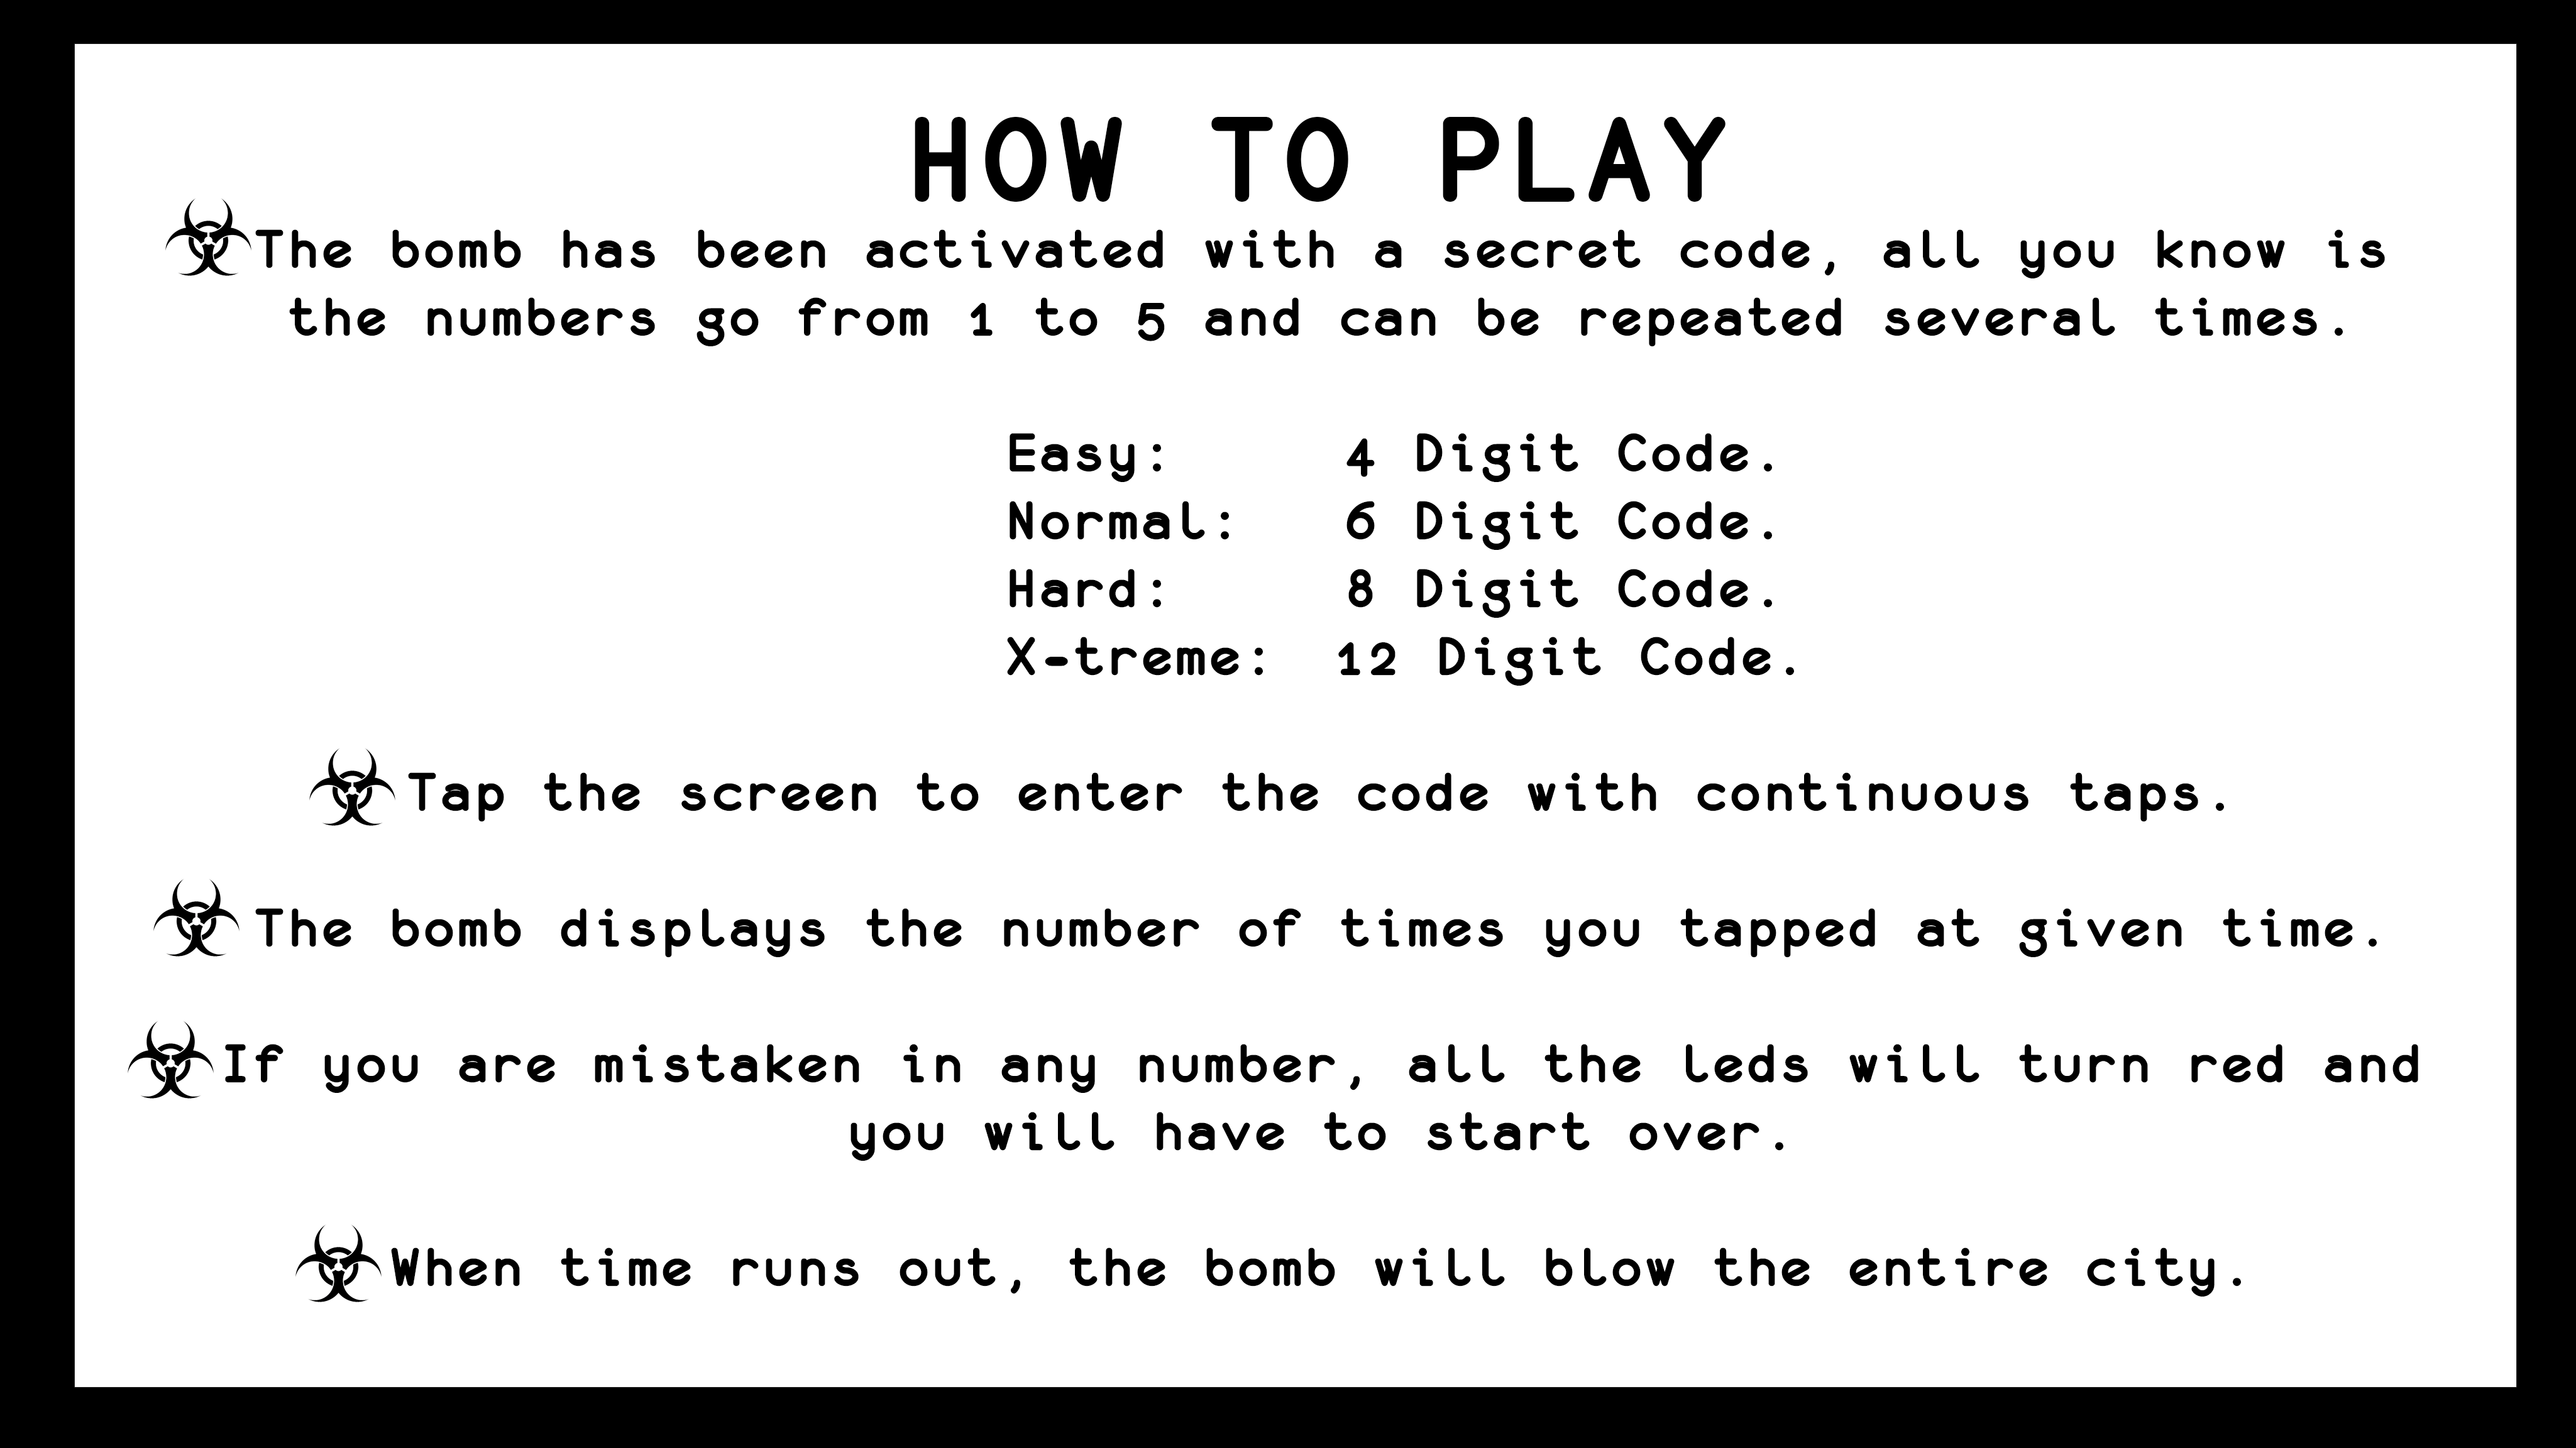 HOW TO PLAY
The bomb has been activated with a secret code, all you know is
the numbers go from 1 to 5 and can be repeated several times.
Easy: 4 Digit Code.
Normal: 6 Digit Code.
Hard: 8 Digit Code.
X-treme: 12 Digit Code.
Tap the screen to enter the code with continuous taps.
The bomb displays the number of times you tapped at given time.
If you are mistaken in any number, all the leds will turn red and
you will have to start over.
When time runs out, the bomb will blow the entire city.